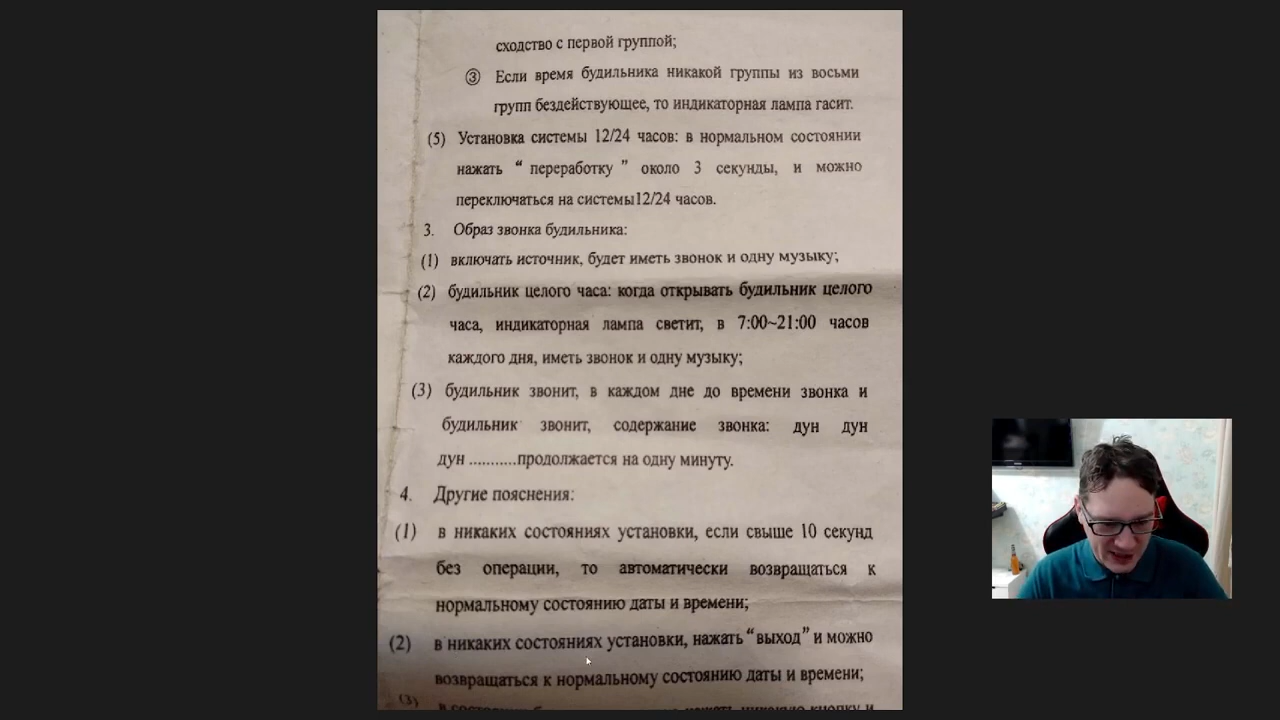 сходство с первой группой;
③ Если время будильника никакой группы из восьми
групп бездействующее, то индикаторная лампа гасит.
(5) Установка системы 12/24 часов: в нормальном состоянии
нажать “ переработку ” около 3 секунды, и можно
переключаться на системы12/24 часов.
3. Образ звонка будильника:
(1) включать источник, будет иметь звонок и одну музыку;
(2) будильник целого часа: когда открывать будильник целого
часа, индикаторная лампа светит, в 7:00~21:00 часов
каждого дня, иметь звонок и одну музыку;
(3) будильник звонит, в каждом дне до времени звонка и
будильник звонит, содержание звонка: дун дун
дун ...........продолжается на одну минуту.
4. Другие пояснения:
(1) в никаких состояниях установки, если свыше 10 секунд
без операции, то автоматически возвращаться к
нормальному состоянию даты и времени;
(2) в никаких состояниях установки, нажать “выход” и можно
возвращаться к нормальному состоянию даты и времени;
(3) в нажать никакую кнопку и